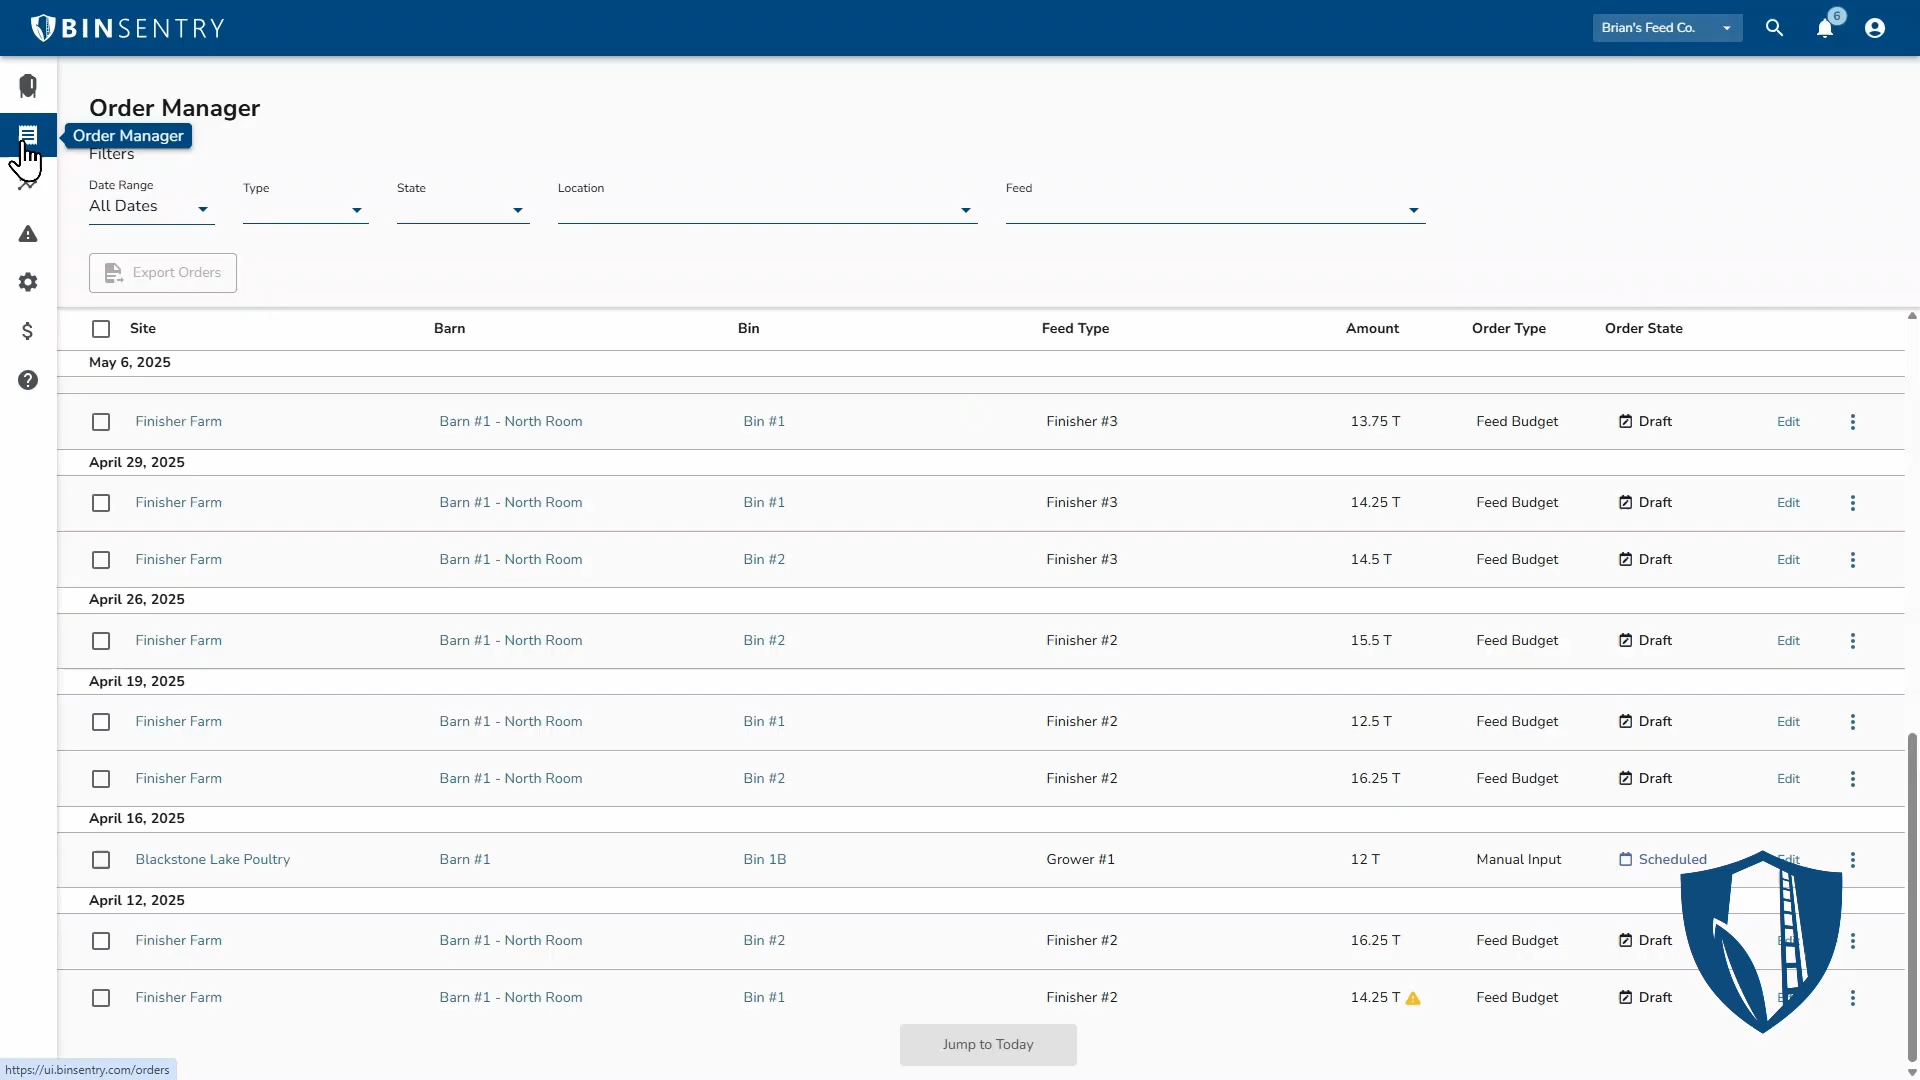 BINSENTRY
Brian's Feed Co.
6
Order Manager
Order Manager
Filters
Date Range
All Dates
Type
State
Location
Feed
Export Orders
Site Barn Bin Feed Type Amount Order Type Order State
May 6, 2025
Finisher Farm Barn #1 - North Room Bin #1 Finisher #3 13.75 T Feed Budget Draft Edit
April 29, 2025
Finisher Farm Barn #1 - North Room Bin #1 Finisher #3 14.25 T Feed Budget Draft Edit
Finisher Farm Barn #1 - North Room Bin #2 Finisher #3 14.5 T Feed Budget Draft Edit
April 26, 2025
Finisher Farm Barn #1 - North Room Bin #2 Finisher #2 15.5 T Feed Budget Draft Edit
April 19, 2025
Finisher Farm Barn #1 - North Room Bin #1 Finisher #2 12.5 T Feed Budget Draft Edit
Finisher Farm Barn #1 - North Room Bin #2 Finisher #2 16.25 T Feed Budget Draft Edit
April 16, 2025
Blackstone Lake Poultry Barn #1 Bin 1B Grower #1 12 T Manual Input Scheduled Edit
April 12, 2025
Finisher Farm Barn #1 - North Room Bin #2 Finisher #2 16.25 T Feed Budget Draft
Finisher Farm Barn #1 - North Room Bin #1 Finisher #2 14.25 T Feed Budget Draft
Jump to Today
https://ui.binsentry.com/orders